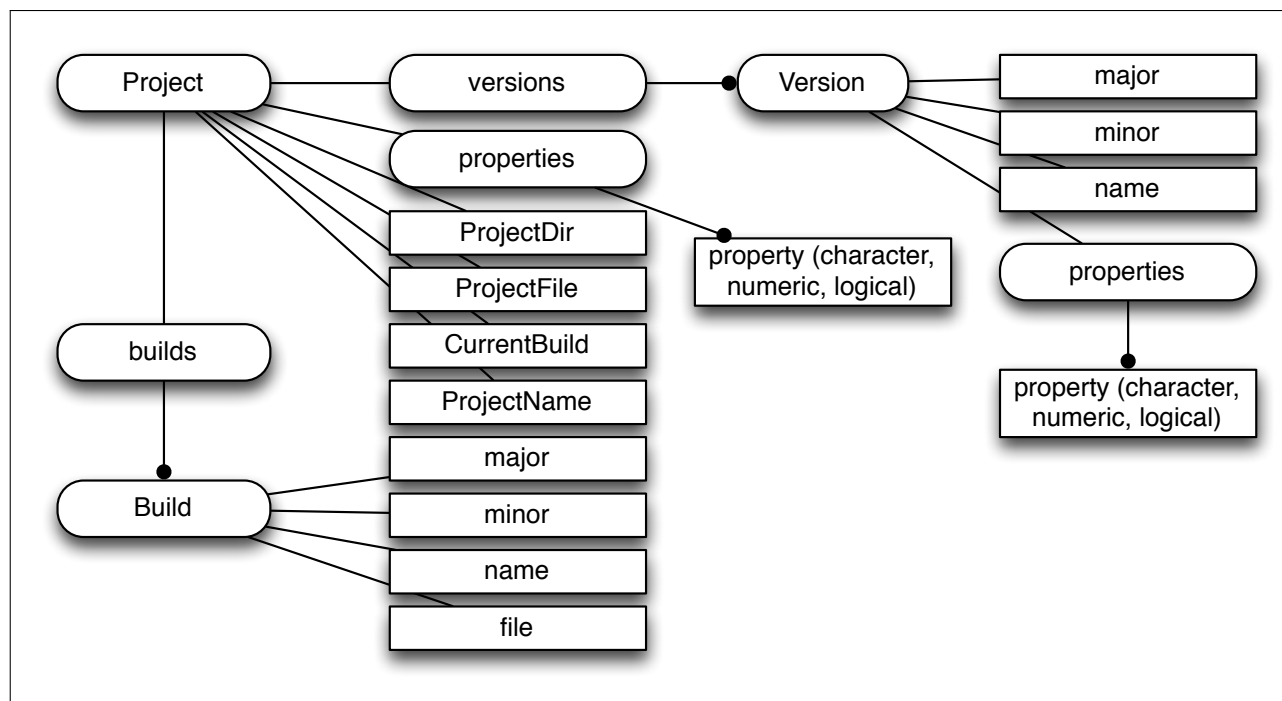 Project
versions
Version
major
minor
name
properties
ProjectDir
ProjectFile
CurrentBuild
ProjectName
property (character,
numeric, logical)
properties
property (character,
numeric, logical)
builds
Build
major
minor
name
file